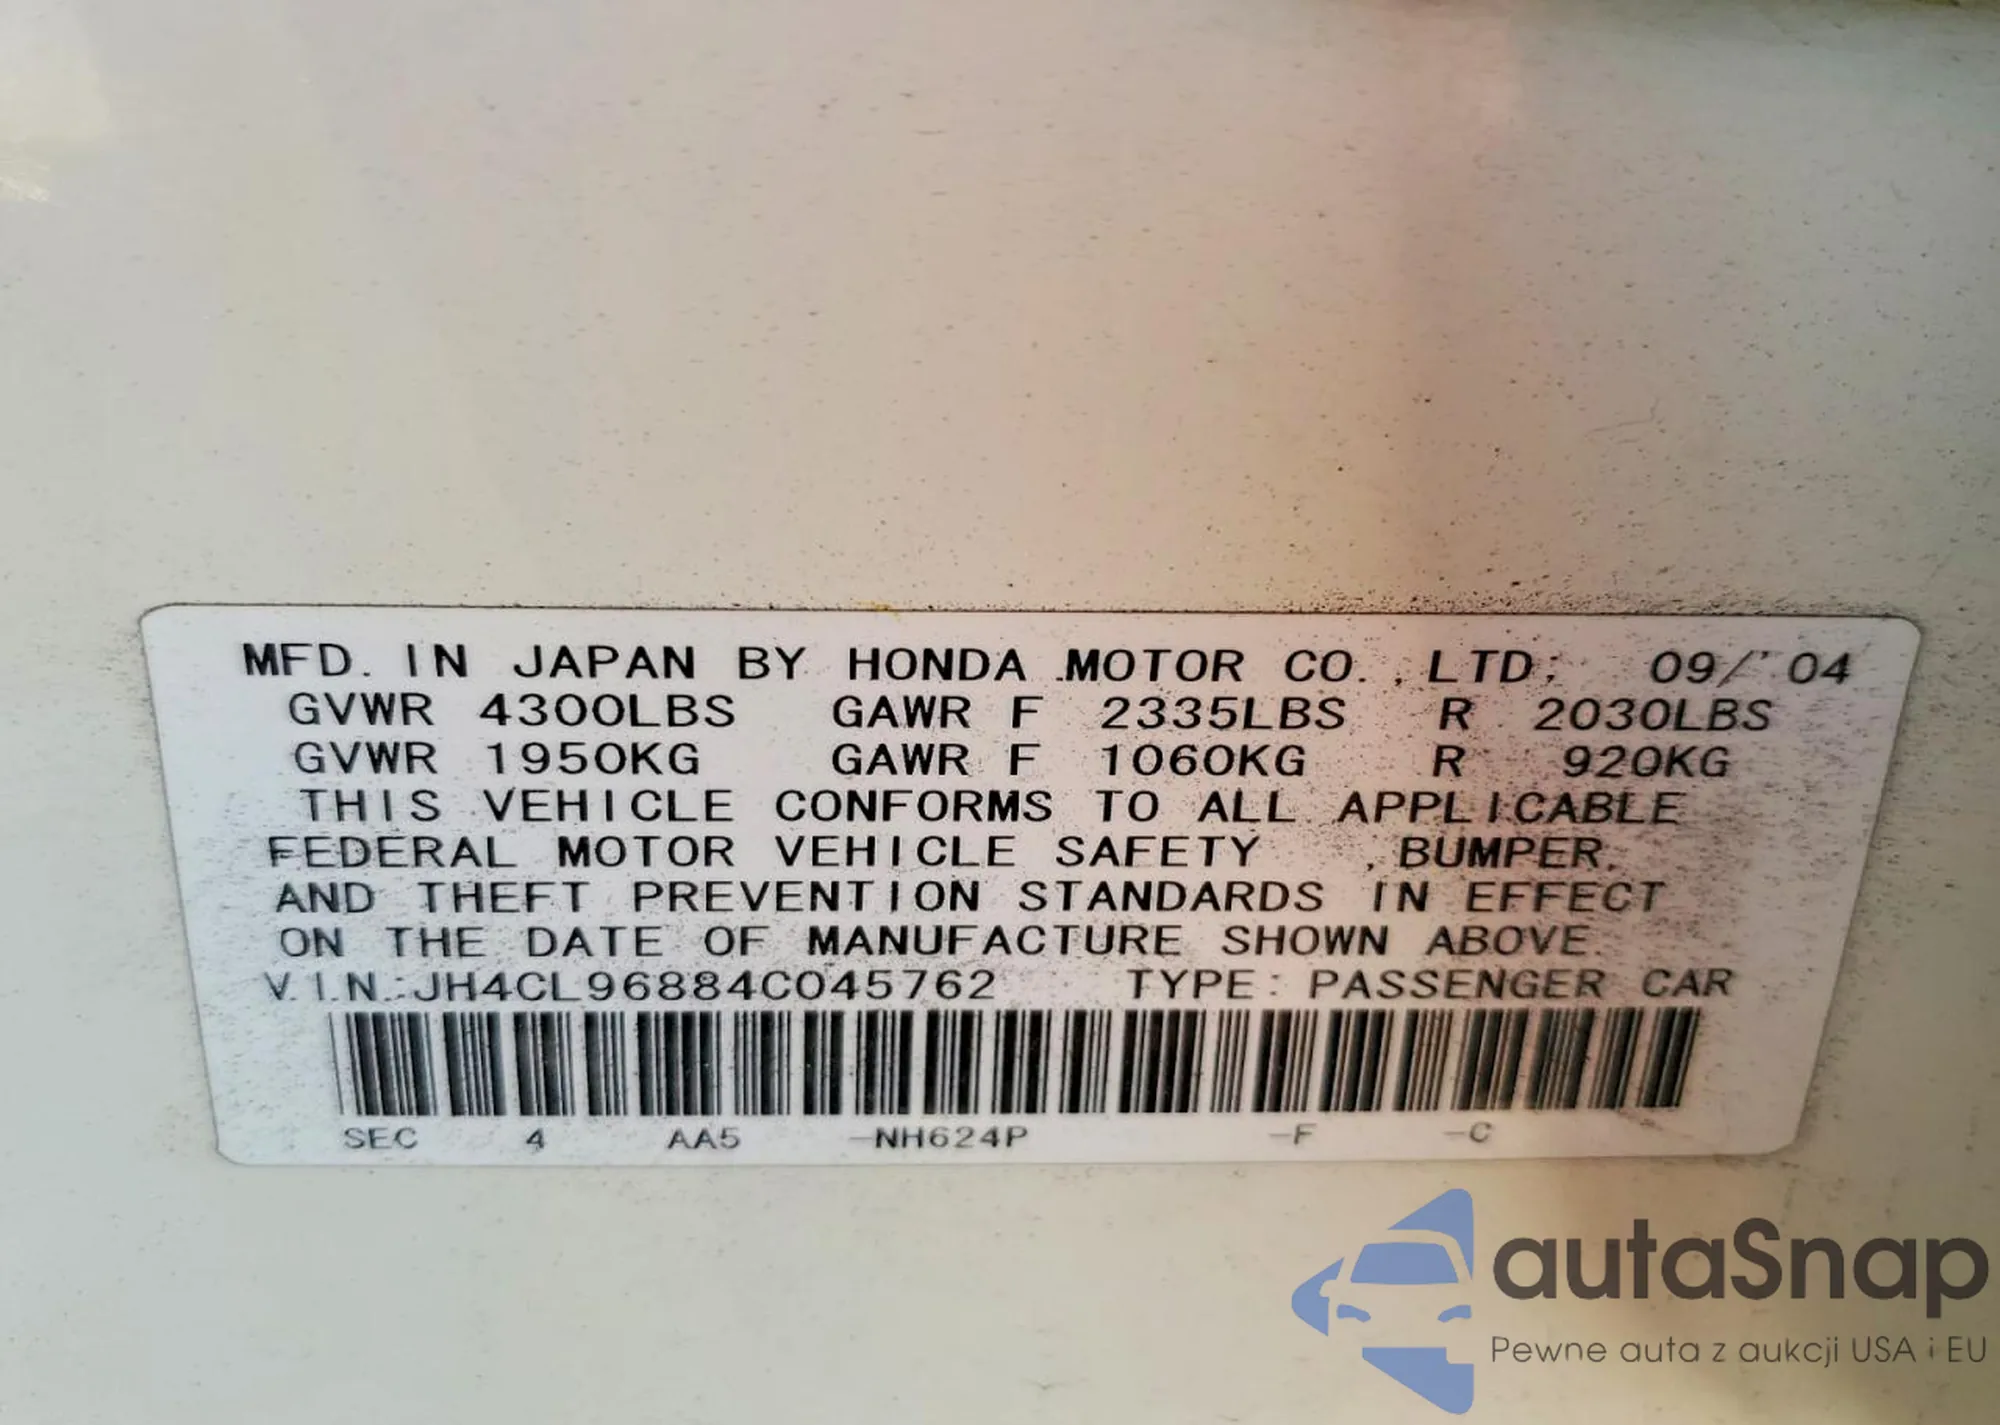 MFD. IN JAPAN BY HONDA MOTOR CO., LTD; 09/'04
GVWR 4300LBS GAWR F 2335LBS R 2030LBS
GVWR 1950KG GAWR F 1060KG R 920KG
THIS VEHICLE CONFORMS TO ALL APPLICABLE
FEDERAL MOTOR VEHICLE SAFETY , BUMPER,
AND THEFT PREVENTION STANDARDS IN EFFECT
ON THE DATE OF MANUFACTURE SHOWN ABOVE.
V.I.N.:JH4CL96884C045762 TYPE: PASSENGER CAR
SEC 4 AA5 -NH624P -F -C
autaSnap
Pewne auta z aukcji USA i EU